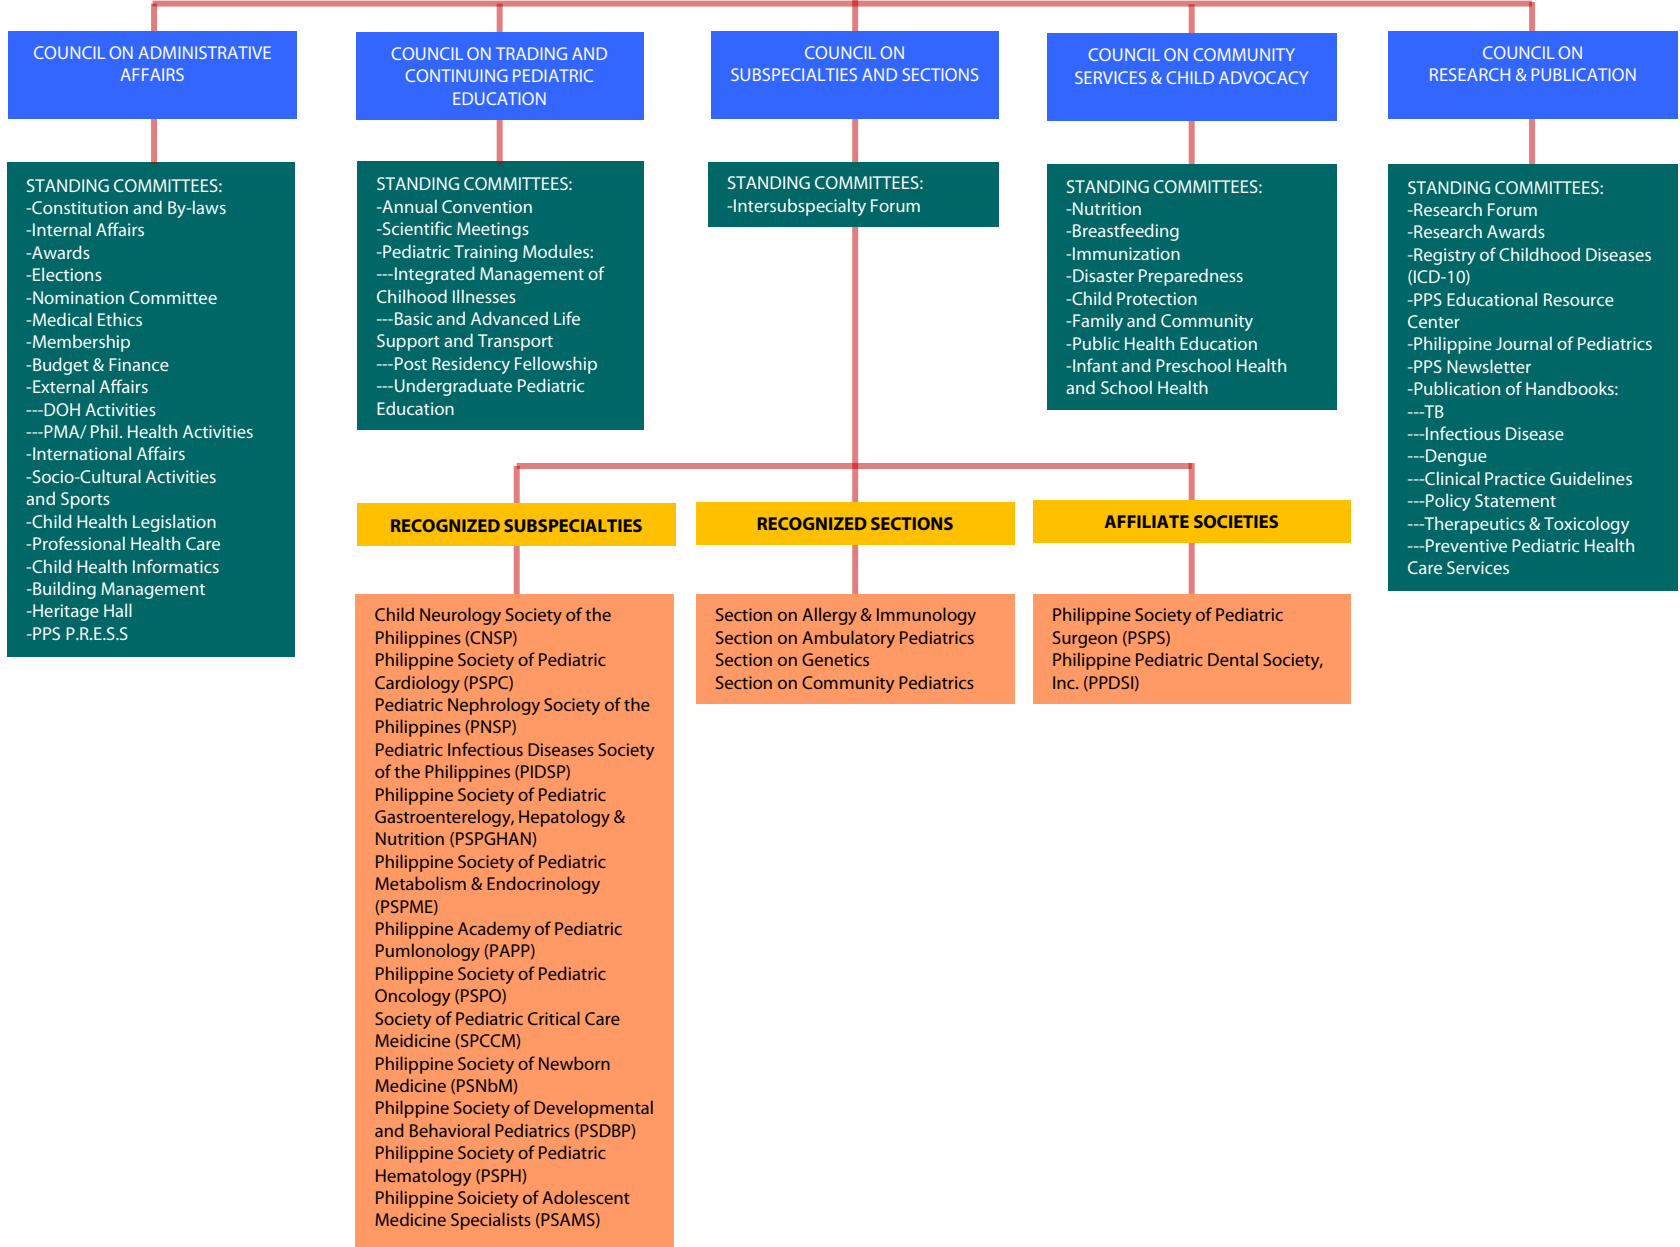 COUNCIL ON ADMINISTRATIVE
AFFAIRS
COUNCIL ON TRADING AND
CONTINUING PEDIATRIC
EDUCATION
COUNCIL ON
SUBSPECIALTIES AND SECTIONS
COUNCIL ON COMMUNITY
SERVICES & CHILD ADVOCACY
COUNCIL ON
RESEARCH & PUBLICATION
STANDING COMMITTEES:
-Constitution and By-laws
-Internal Affairs
-Awards
-Elections
-Nomination Committee
-Medical Ethics
-Membership
-Budget & Finance
-External Affairs
---DOH Activities
---PMA/ Phil. Health Activities
-International Affairs
-Socio-Cultural Activities
and Sports
-Child Health Legislation
-Professional Health Care
-Child Health Informatics
-Building Management
-Heritage Hall
-PPS P.R.E.S.S
STANDING COMMITTEES:
-Annual Convention
-Scientific Meetings
-Pediatric Training Modules:
---Integrated Management of
Chilhood Illnesses
---Basic and Advanced Life
Support and Transport
---Post Residency Fellowship
---Undergraduate Pediatric
Education
STANDING COMMITTEES:
-Intersubspecialty Forum
STANDING COMMITTEES:
-Nutrition
-Breastfeeding
-Immunization
-Disaster Preparedness
-Child Protection
-Family and Community
-Public Health Education
-Infant and Preschool Health
and School Health
STANDING COMMITTEES:
-Research Forum
-Research Awards
-Registry of Childhood Diseases
(ICD-10)
-PPS Educational Resource
Center
-Philippine Journal of Pediatrics
-PPS Newsletter
-Publication of Handbooks:
---TB
---Infectious Disease
---Dengue
---Clinical Practice Guidelines
---Policy Statement
---Therapeutics & Toxicology
---Preventive Pediatric Health
Care Services
RECOGNIZED SUBSPECIALTIES
RECOGNIZED SECTIONS
AFFILIATE SOCIETIES
Child Neurology Society of the
Philippines (CNSP)
Philippine Society of Pediatric
Cardiology (PSPC)
Pediatric Nephrology Society of the
Philippines (PNSP)
Pediatric Infectious Diseases Society
of the Philippines (PIDSP)
Philippine Society of Pediatric
Gastroenterelogy, Hepatology &
Nutrition (PSPGHAN)
Philippine Society of Pediatric
Metabolism & Endocrinology
(PSPME)
Philippine Academy of Pediatric
Pumlonology (PAPP)
Philippine Society of Pediatric
Oncology (PSPO)
Society of Pediatric Critical Care
Meidicine (SPCCM)
Philippine Society of Newborn
Medicine (PSNbM)
Philppine Society of Developmental
and Behavioral Pediatrics (PSDBP)
Philippine Society of Pediatric
Hematology (PSPH)
Philippine Soiciety of Adolescent
Medicine Specialists (PSAMS)
Section on Allergy & Immunology
Section on Ambulatory Pediatrics
Section on Genetics
Section on Community Pediatrics
Philippine Society of Pediatric
Surgeon (PSPS)
Philippine Pediatric Dental Society,
Inc. (PPDSI)